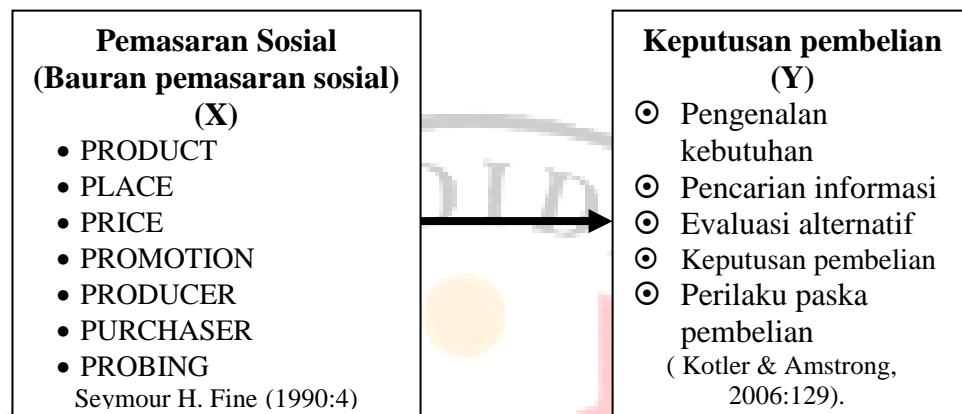 Pemasaran Sosial
(Bauran pemasaran sosial)
(X)
• PRODUCT
• PLACE
• PRICE
• PROMOTION
• PRODUCER
• PURCHASER
• PROBING
Seymour H. Fine (1990:4)
Keputusan pembelian
(Y)
Pengenalan
kebutuhan
Pencarian informasi
Evaluasi alternatif
Keputusan pembelian
Perilaku paska
pembelian
( Kotler & Amstrong,
2006:129).